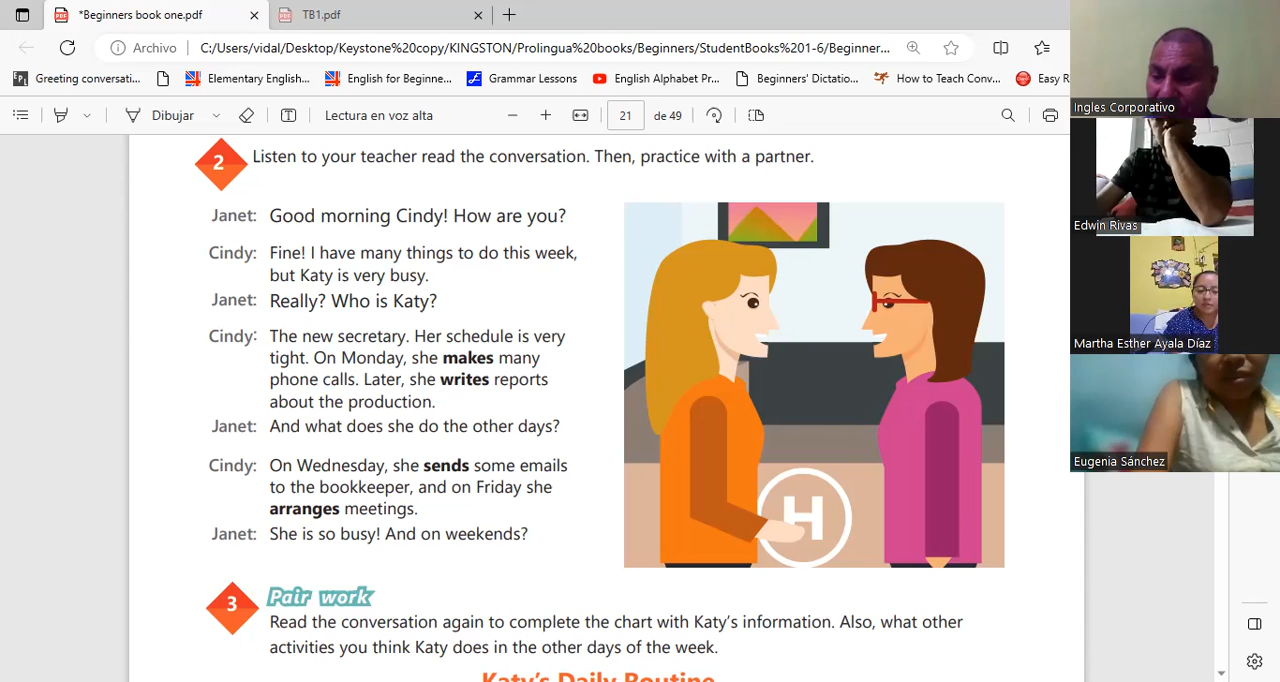 *Beginners book one.pdf
TB1.pdf
Archivo
C:/Users/vidal/Desktop/Keystone%20copy/KINGSTON/Prolingua%20books/Beginners/StudentBooks%201-6/Beginner...
Greeting conversati...
Elementary English...
English for Beginne...
Grammar Lessons
English Alphabet Pr...
Beginners' Dictatio...
How to Teach Conv...
Easy R
Dibujar
Lectura en voz alta
21
de 49
2
Listen to your teacher read the conversation. Then, practice with a partner.
Janet: Good morning Cindy! How are you?
Cindy: Fine! I have many things to do this week,
but Katy is very busy.
Janet: Really? Who is Katy?
Cindy: The new secretary. Her schedule is very
tight. On Monday, she makes many
phone calls. Later, she writes reports
about the production.
Janet: And what does she do the other days?
Cindy: On Wednesday, she sends some emails
to the bookkeeper, and on Friday she
arranges meetings.
Janet: She is so busy! And on weekends?
H
3
Pair work
Read the conversation again to complete the chart with Katy's information. Also, what other
activities you think Katy does in the other days of the week.
Katy's Daily Routine
Ingles Corporativo
Edwin Rivas
Martha Esther Ayala Díaz
Eugenia Sánchez